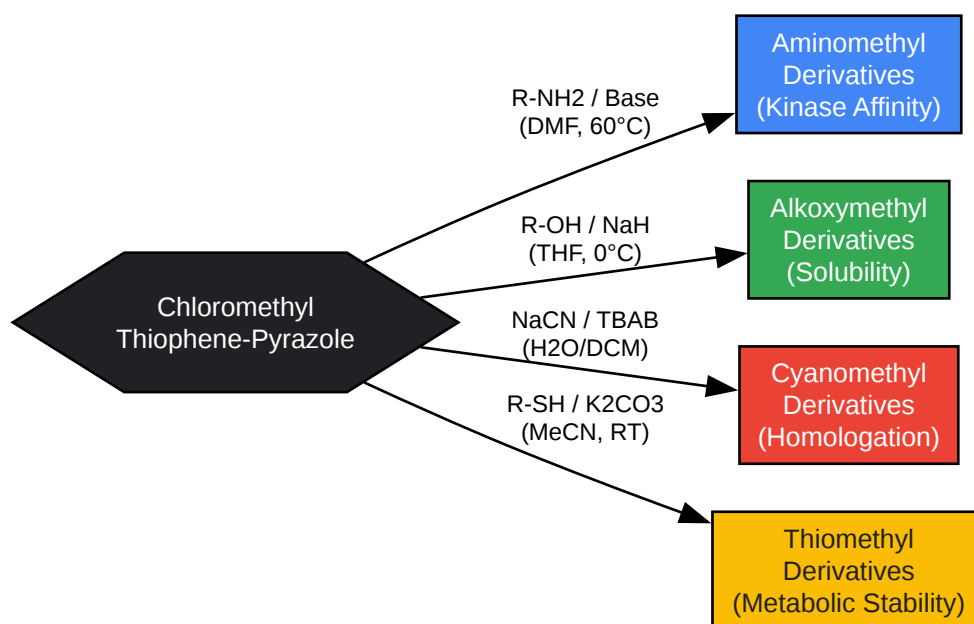 Aminomethyl
Derivatives
(Kinase Affinity)
R-NH2 / Base
(DMF, 60°C)
Alkoxymethyl
Derivatives
(Solubility)
R-OH / NaH
(THF, 0°C)
Chloromethyl
Thiophene-Pyrazole
NaCN / TBAB
(H2O/DCM)
Cyanomethyl
Derivatives
(Homologation)
R-SH / K2CO3
(MeCN, RT)
Thiomethyl
Derivatives
(Metabolic Stability)